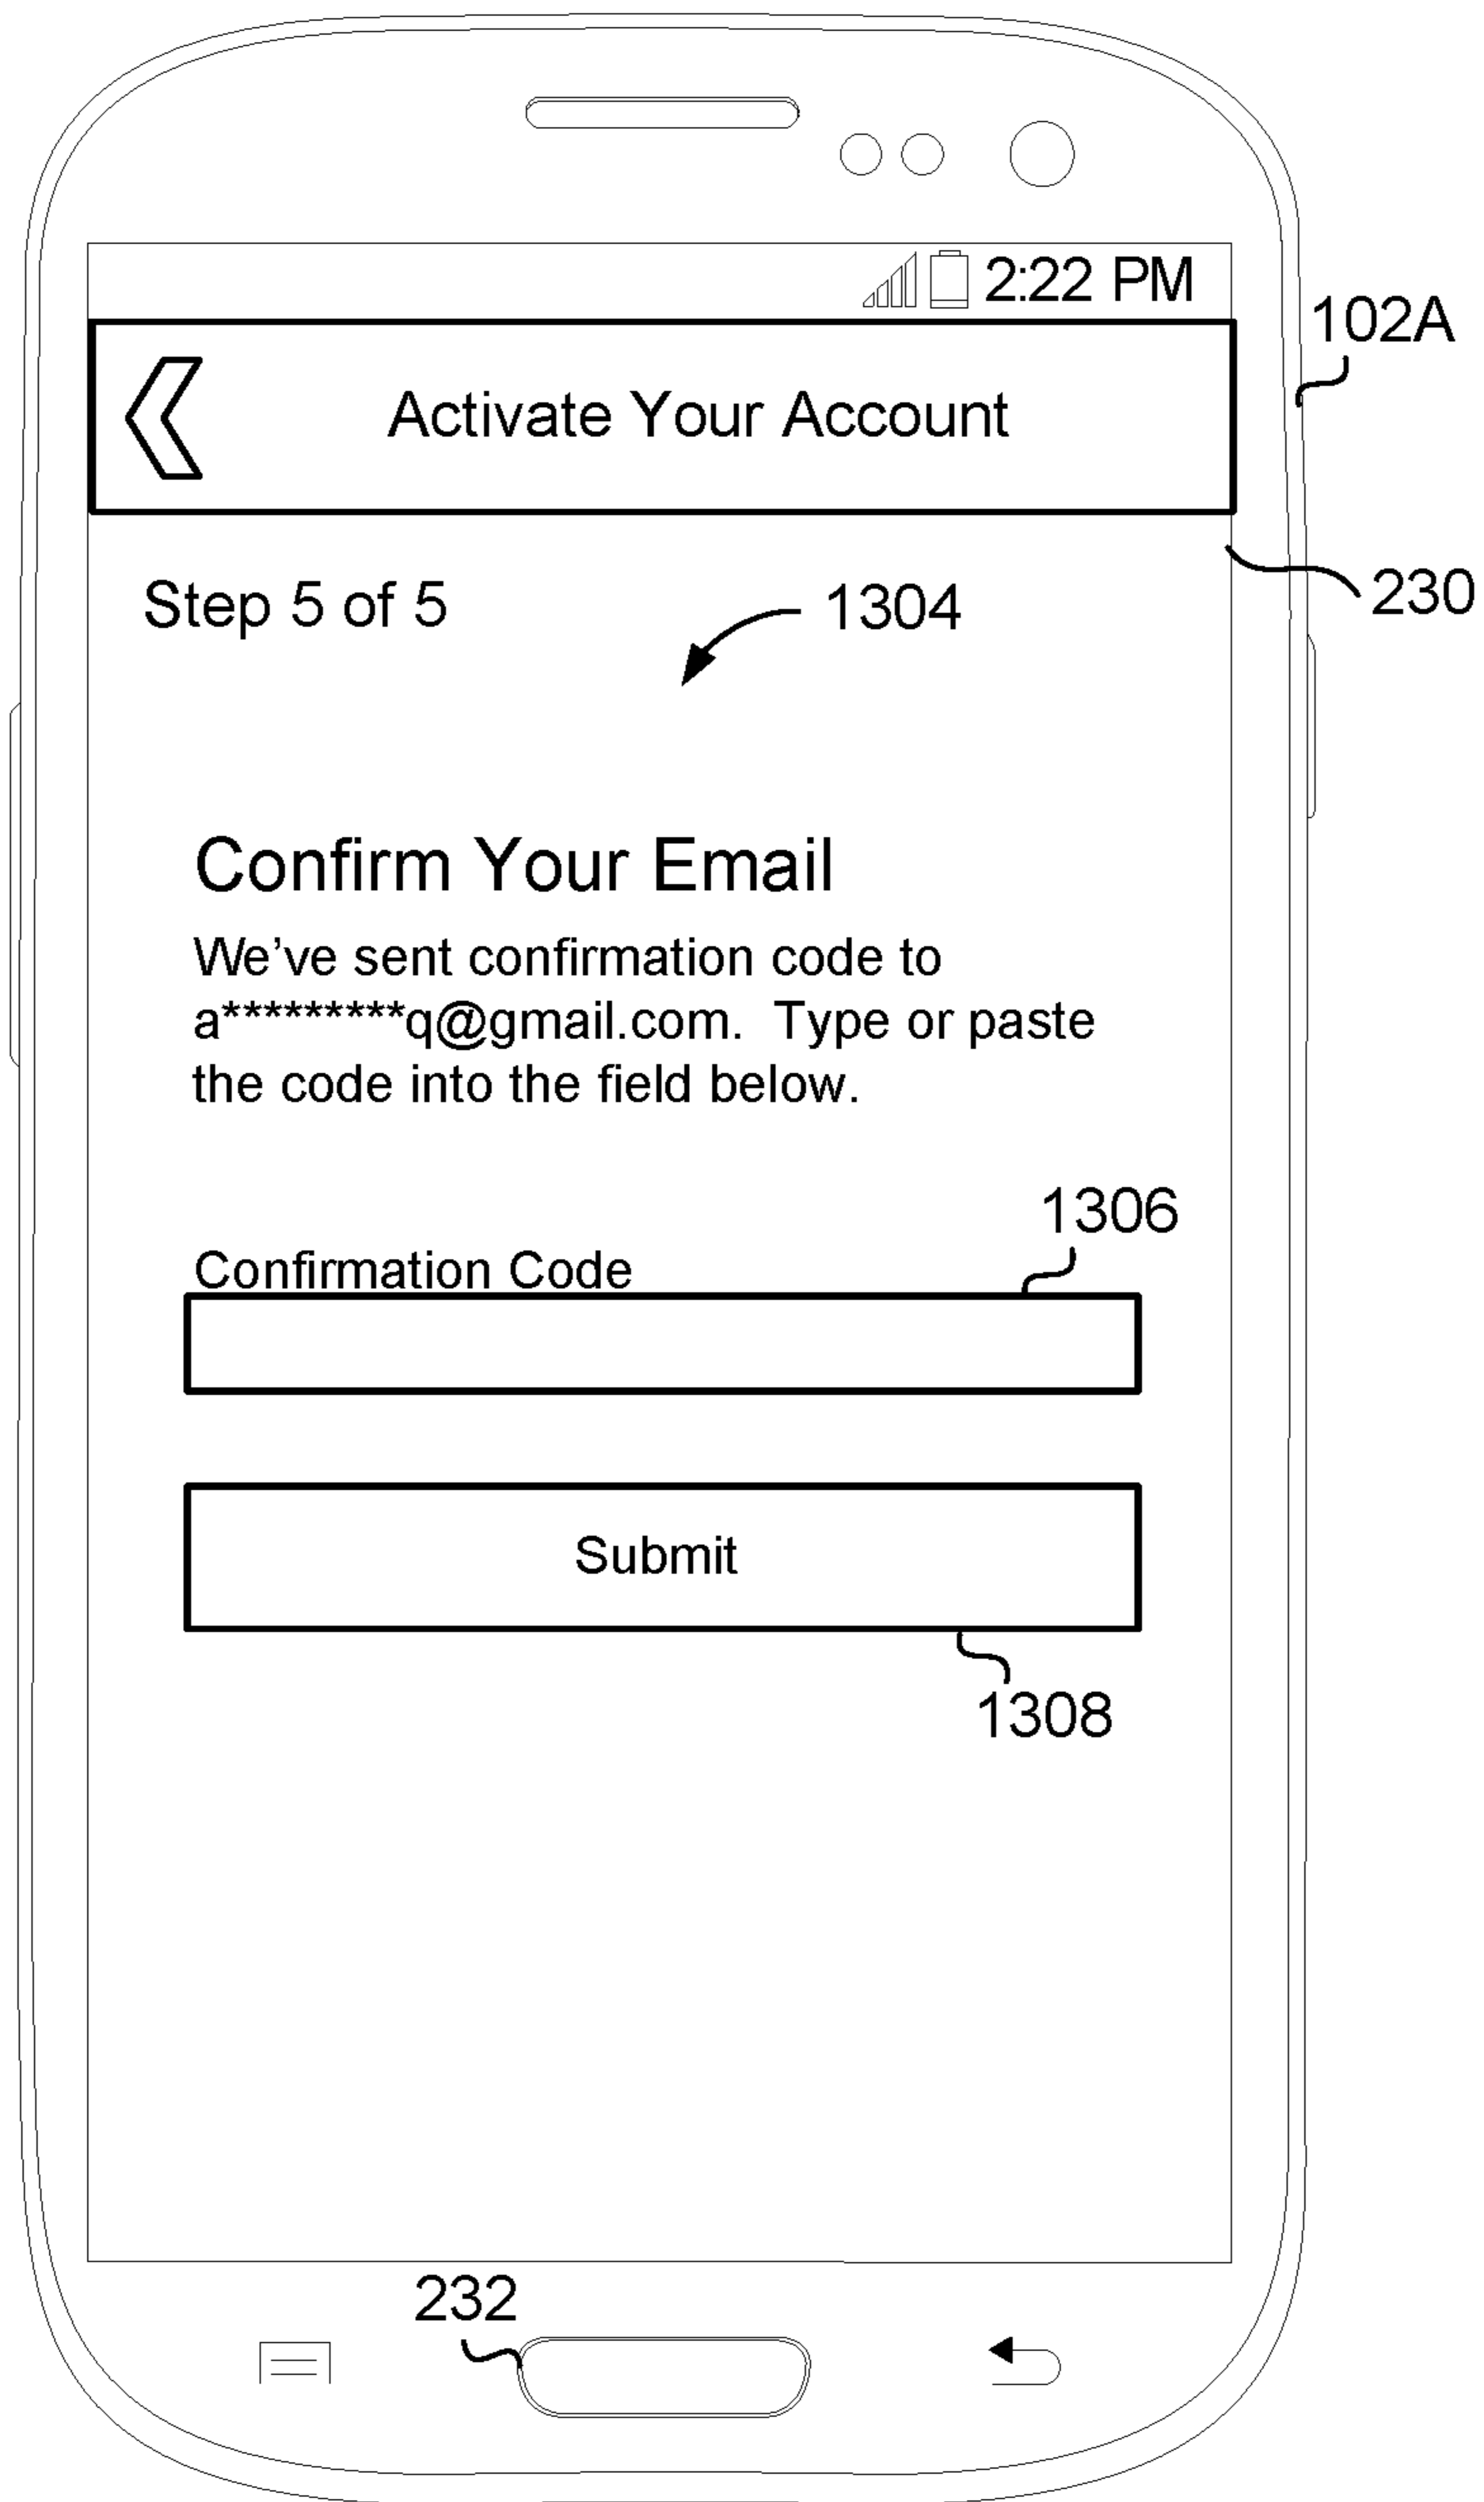 2:22 PM
102A
Activate Your Account
230
Step 5 of 5
1304
Confirm Your Email
We've sent confirmation code to
a*********q@gmail.com.  Type or paste
the code into the field below.
1306
Confirmation Code
Submit
1308
232